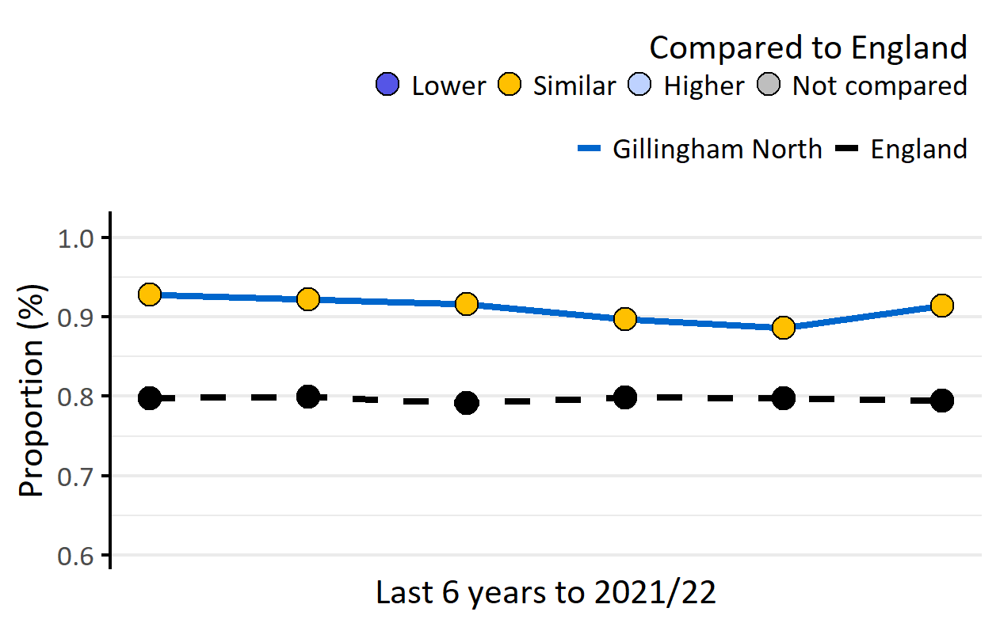 Compared to England
Lower Similar Higher Not compared
Gillingham North England
1.0
0.9
0.8
0.7
0.6
Proportion (%)
Last 6 years to 2021/22